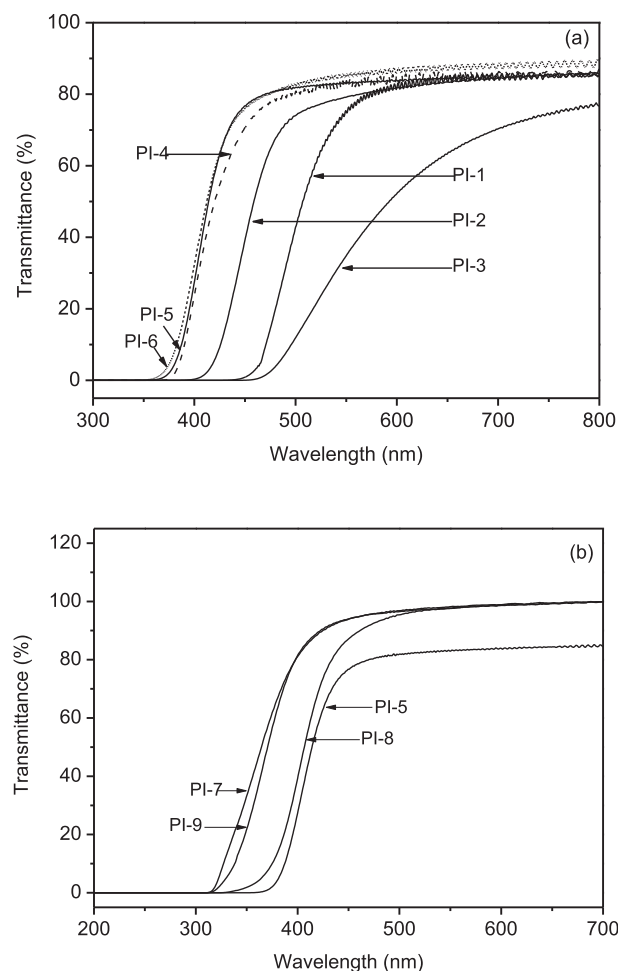 (a)
100
80
60
40
20
0
Transmittance (%)
PI-4
PI-1
PI-2
PI-3
PI-5
PI-6
300 400 500 600 700 800
Wavelength (nm)
(b)
120
100
80
60
40
20
0
Transmittance (%)
PI-5
PI-8
PI-7
PI-9
200 300 400 500 600 700
Wavelength (nm)